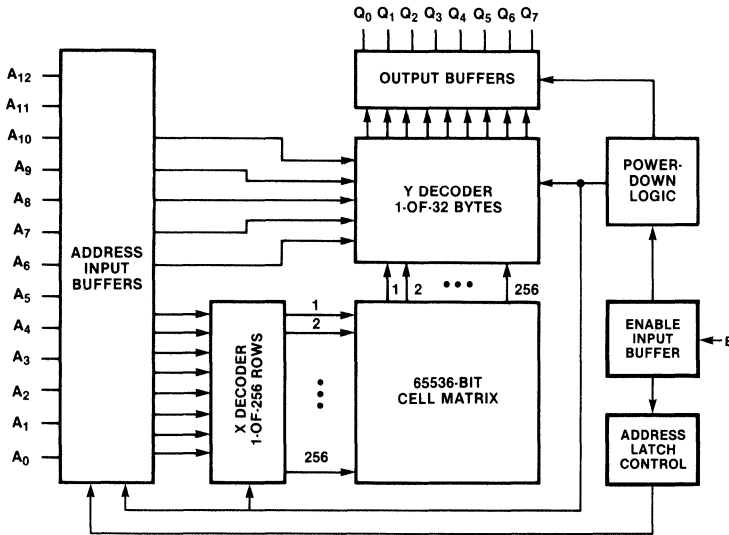 Q0 Q1 Q2 Q3 Q4 Q5 Q6 Q7
OUTPUT BUFFERS
A12
A11
A10
A9
A8
A7
A6
A5
A4
A3
A2
A1
A0
ADDRESS
INPUT
BUFFERS
Y DECODER
1-OF-32 BYTES
POWER-
DOWN
LOGIC
1 2 ••• 256
X DECODER
1-OF-256 ROWS
1
2
256
65536-BIT
CELL MATRIX
ENABLE
INPUT
BUFFER
E
ADDRESS
LATCH
CONTROL